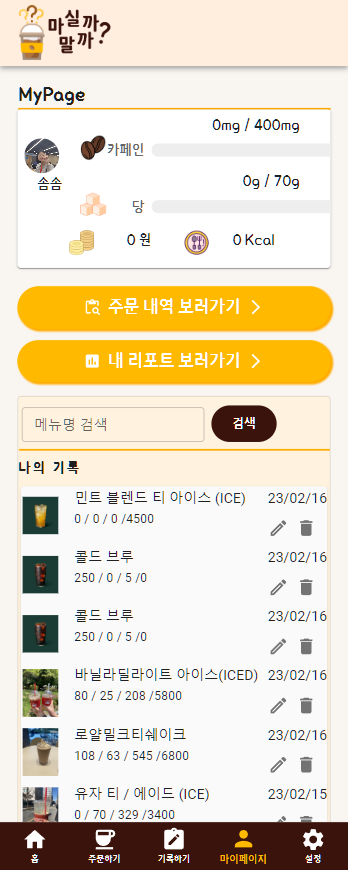 마실까
말까?
MyPage
0mg / 400mg
카페인
솜솜
0g / 70g
당
0 원
0 Kcal
주문 내역 보러가기
내 리포트 보러가기
메뉴명 검색
검색
나의 기록
민트 블렌드 티 아이스 (ICE) 23/02/16
0 / 0 / 0 /4500
콜드 브루 23/02/16
250 / 0 / 5 /0
콜드 브루 23/02/16
250 / 0 / 5 /0
바닐라딜라이트 아이스(ICED) 23/02/16
80 / 25 / 208 /5800
로얄밀크티쉐이크 23/02/16
108 / 63 / 545 /6800
유자 티 / 에이드 (ICE) 23/02/15
0 / 70 / 329 /3400
홈 주문하기 기록하기 마이페이지 설정